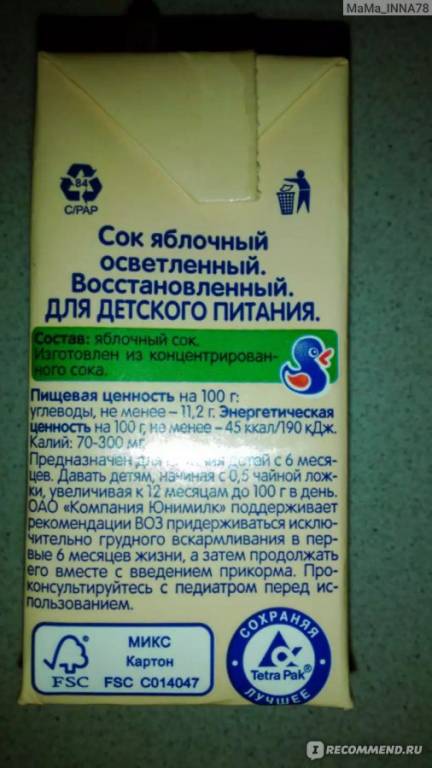 MaMa_INNA78
84
C/PAP
Сок яблочный
осветленный.
Восстановленный.
ДЛЯ ДЕТСКОГО ПИТАНИЯ.
Состав: яблочный сок.
Изготовлен из концентрирован-
ного сока.
Пищевая ценность на 100 г:
углеводы, не менее – 11,2 г. Энергетическая
ценность на 100 г, не менее – 45 ккал/190 кДж.
Калий: 70-300 мг.
Предназначен для питания детей с 6 меся-
цев. Давать детям, начиная с 0,5 чайной лож-
ки, увеличивая к 12 месяцам до 100 г в день.
ОАО «Компания Юнимилк» поддерживает
рекомендации ВОЗ придерживаться исклю-
чительно грудного вскармливания в пер-
вые 6 месяцев жизни, а затем продолжать
его вместе с введением прикорма. Про-
консультируйтесь с педиатром перед ис-
пользованием.
FSC
МИКС
Картон
FSC C014047
СОХРАНЯЯ
Tetra Pak®
ЛУЧШЕЕ
IRECOMMEND.RU